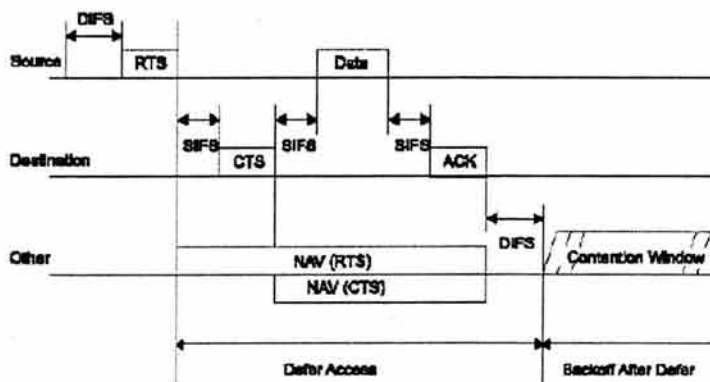 DIFS
Source
RTS
Data
SIFS
SIFS
SIFS
Destination
CTS
ACK
DIFS
Other
NAV (RTS)
Contention Window
NAV (CTS)
Defer Access
Backoff After Defer